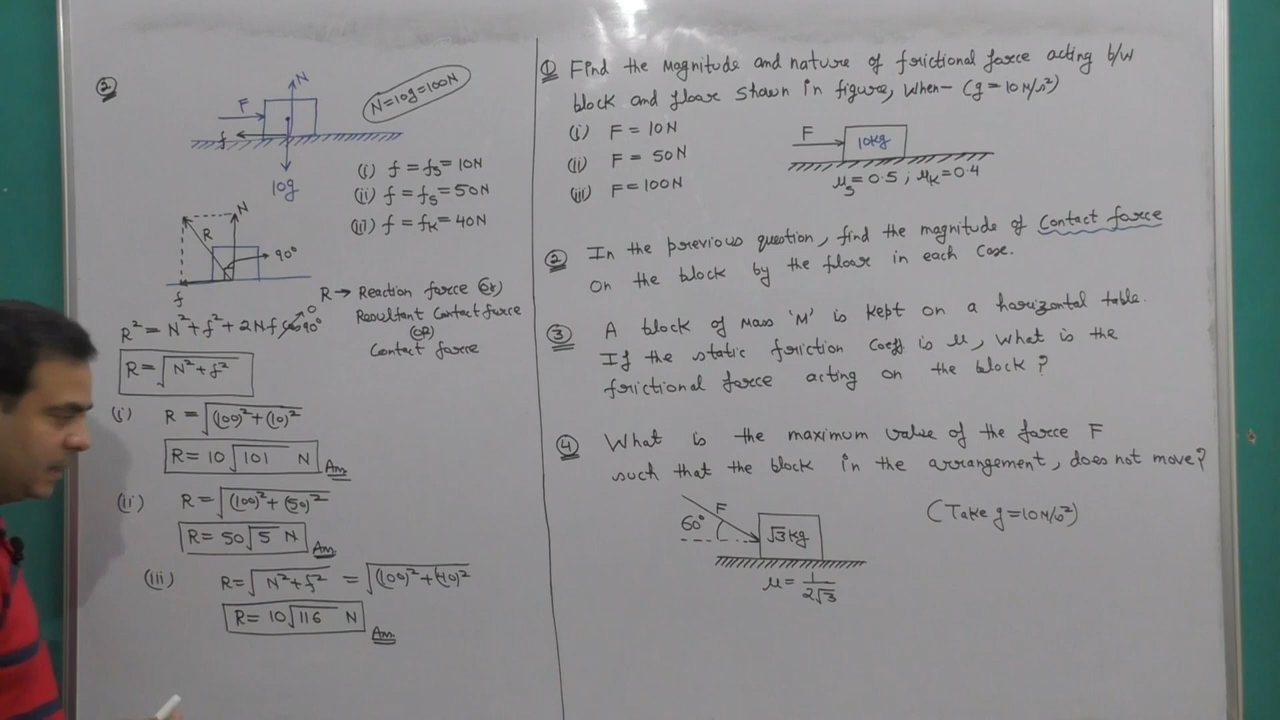 ②
N
F
f
10g
N=10g=100N
(i) f = fs = 10N
(ii) f = fs = 50N
(iii) f = fk = 40N
N
R
90°
f
R → Reaction force (or)
Resultant Contact force
(OR)
Contact force
R² = N² + f² + 2Nf cos90° 0
R = √N² + f²
(i) R = √(100)² + (10)²
R = 10√101 N Ans
(ii) R = √(100)² + (50)²
R = 50√5 N Ans
(iii) R = √N² + f² = √(100)² + (40)²
R = 10√116 N Ans
① Find the magnitude and nature of frictional force acting b/w
block and floor shown in figure, when– (g = 10 N/s²)
(i) F = 10N
(ii) F = 50N
(iii) F = 100N
F
10kg
μs = 0.5 ; μk = 0.4
② In the previous question, find the magnitude of Contact force
on the block by the floor in each case.
③ A block of mass 'M' is kept on a horizontal table.
If the static friction Coeff is μ, What is the
frictional force acting on the block?
④ What is the maximum value of the force F
such that the block in the arrangement, does not move?
(Take g = 10 N/s²)
F
60°
√3 kg
μ = 1/2√3